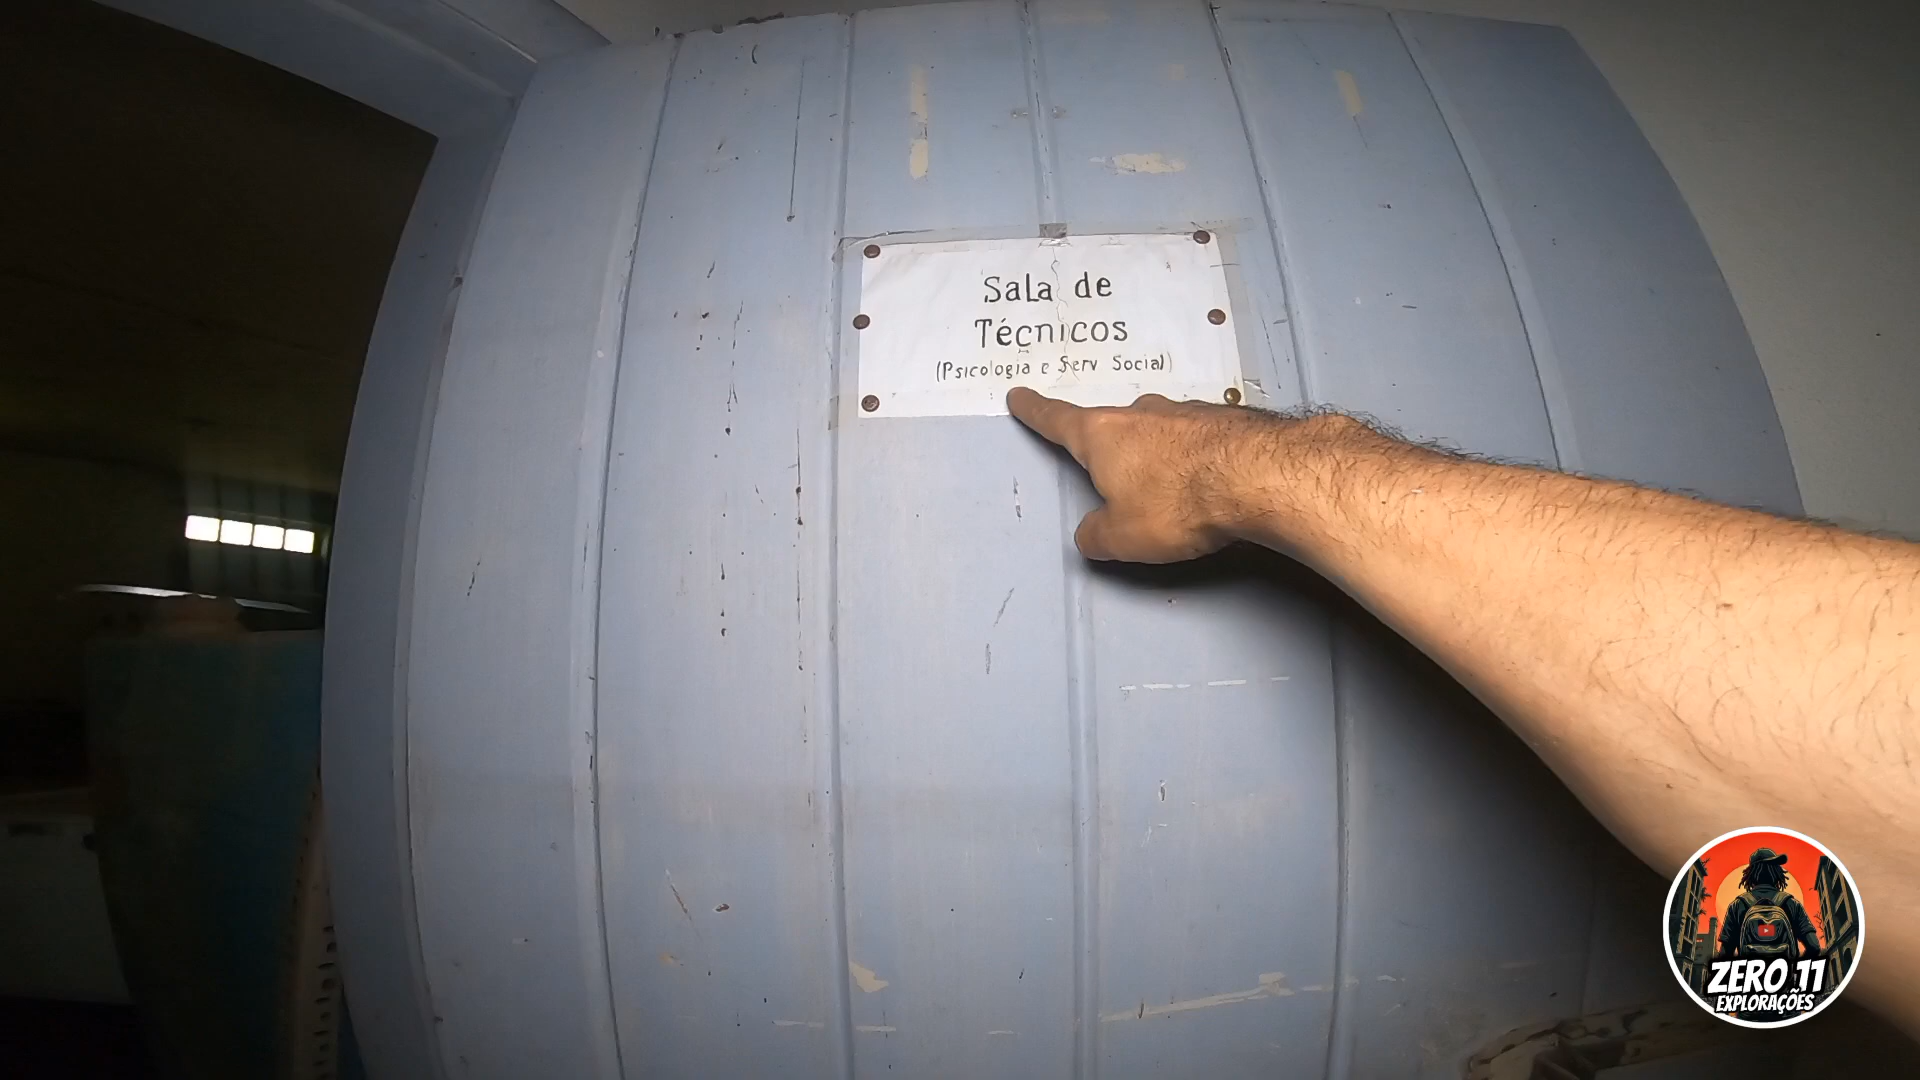 Sala de
Técnicos
(Psicologia e Serv Social)
ZERO 11
EXPLORAÇÕES